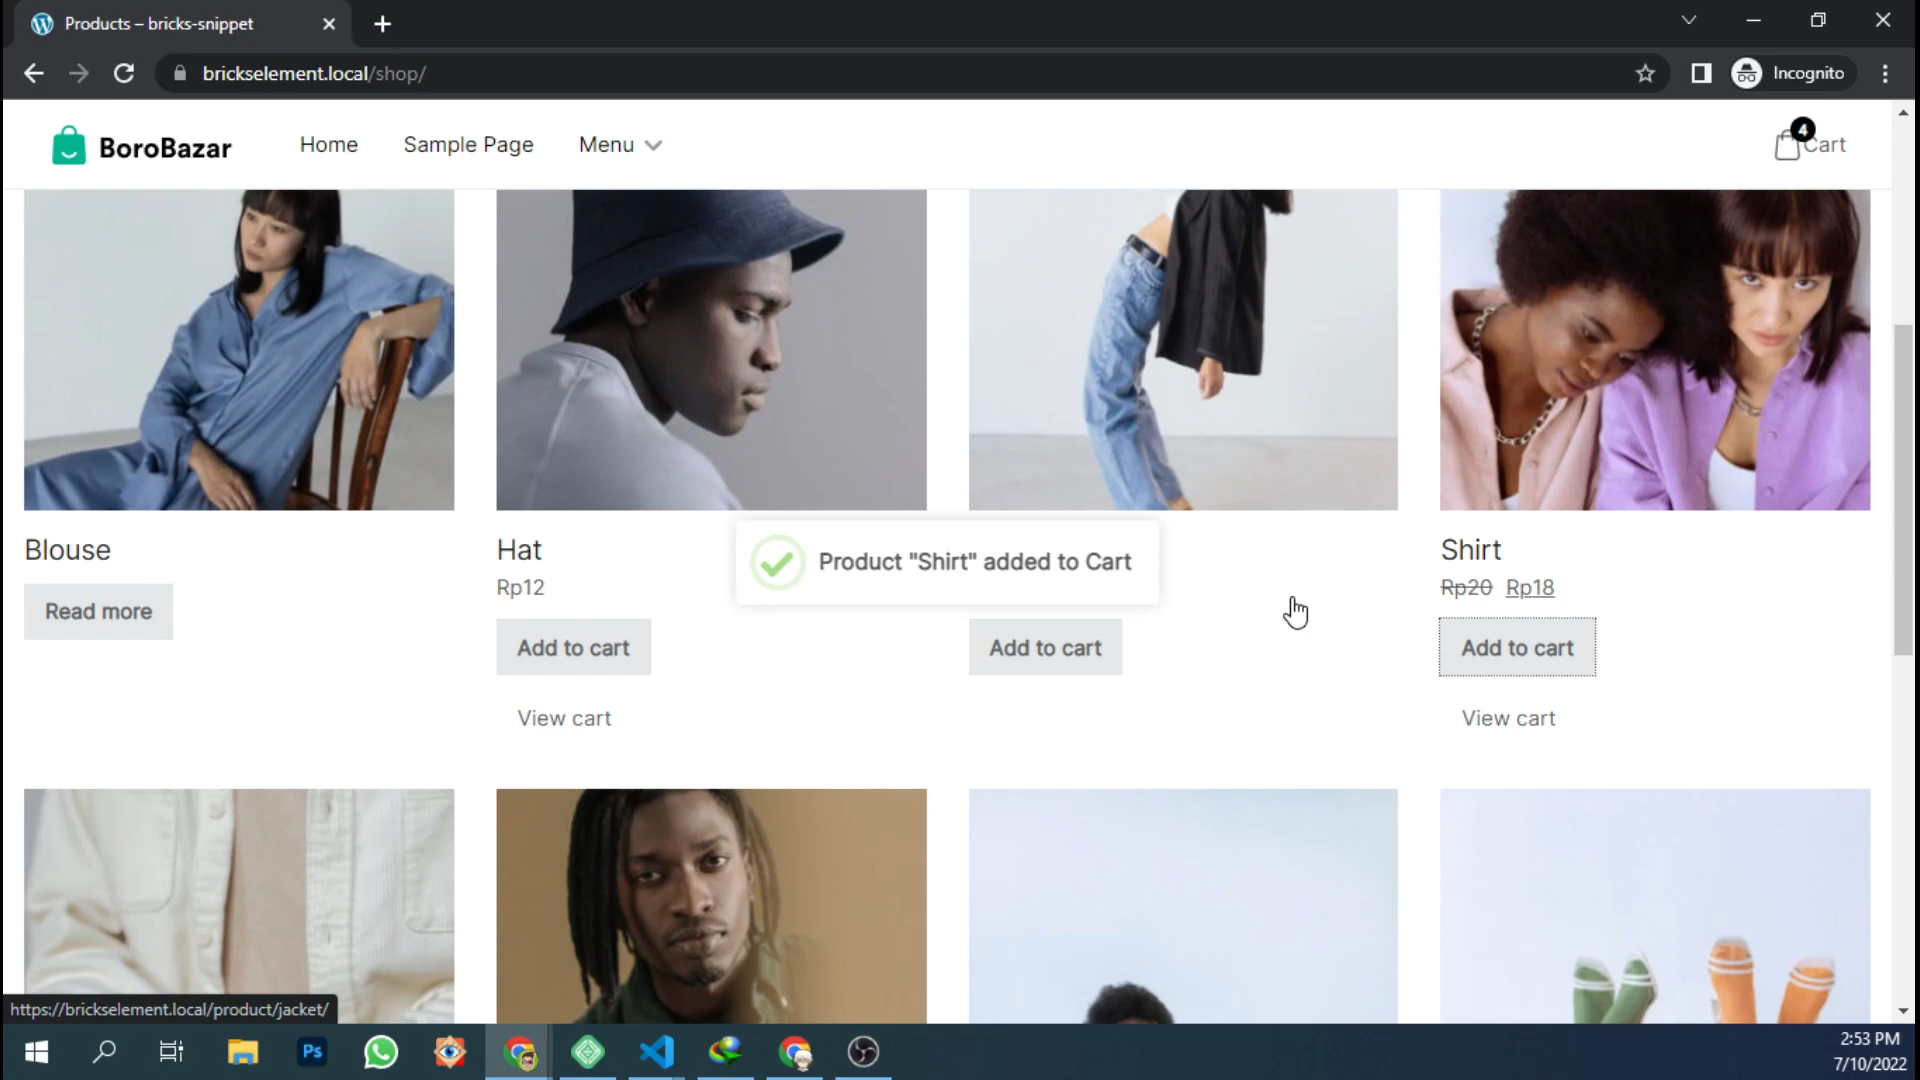 Products – bricks-snippet
brickselement.local/shop/
Incognito
BoroBazar
Home
Sample Page
Menu
4
Cart
Blouse
Read more
Hat
Rp12
Add to cart
View cart
Product "Shirt" added to Cart
Add to cart
Shirt
Rp20 Rp18
Add to cart
View cart
https://brickselement.local/product/jacket/
Ps
2:53 PM
7/10/2022